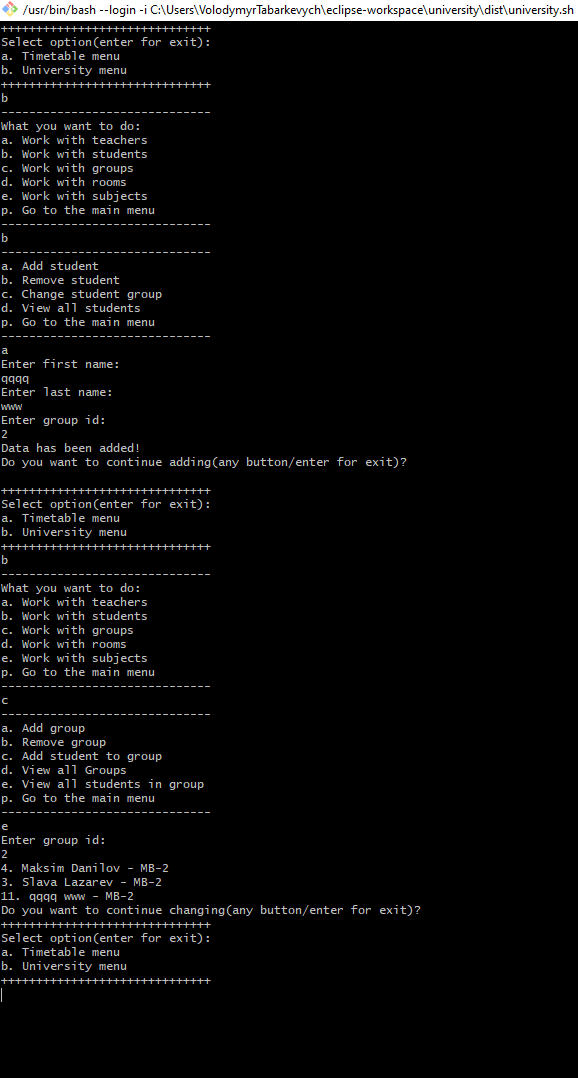 /usr/bin/bash --login -i C:\Users\VolodymyrTabarkevych\eclipse-workspace\university\dist\university.sh
++++++++++++++++++++++++++++++
Select option(enter for exit):
a. Timetable menu
b. University menu
++++++++++++++++++++++++++++++
b
------------------------------
What you want to do:
a. Work with teachers
b. Work with students
c. Work with groups
d. Work with rooms
e. Work with subjects
p. Go to the main menu
------------------------------
b
------------------------------
a. Add student
b. Remove student
c. Change student group
d. View all students
p. Go to the main menu
------------------------------
a
Enter first name:
qqqq
Enter last name:
www
Enter group id:
2
Data has been added!
Do you want to continue adding(any button/enter for exit)?
++++++++++++++++++++++++++++++
Select option(enter for exit):
a. Timetable menu
b. University menu
++++++++++++++++++++++++++++++
b
------------------------------
What you want to do:
a. Work with teachers
b. Work with students
c. Work with groups
d. Work with rooms
e. Work with subjects
p. Go to the main menu
------------------------------
c
------------------------------
a. Add group
b. Remove group
c. Add student to group
d. View all Groups
e. View all students in group
p. Go to the main menu
------------------------------
e
Enter group id:
2
4. Maksim Danilov - MB-2
3. Slava Lazarev - MB-2
11. qqqq www - MB-2
Do you want to continue changing(any button/enter for exit)?
++++++++++++++++++++++++++++++
Select option(enter for exit):
a. Timetable menu
b. University menu
++++++++++++++++++++++++++++++